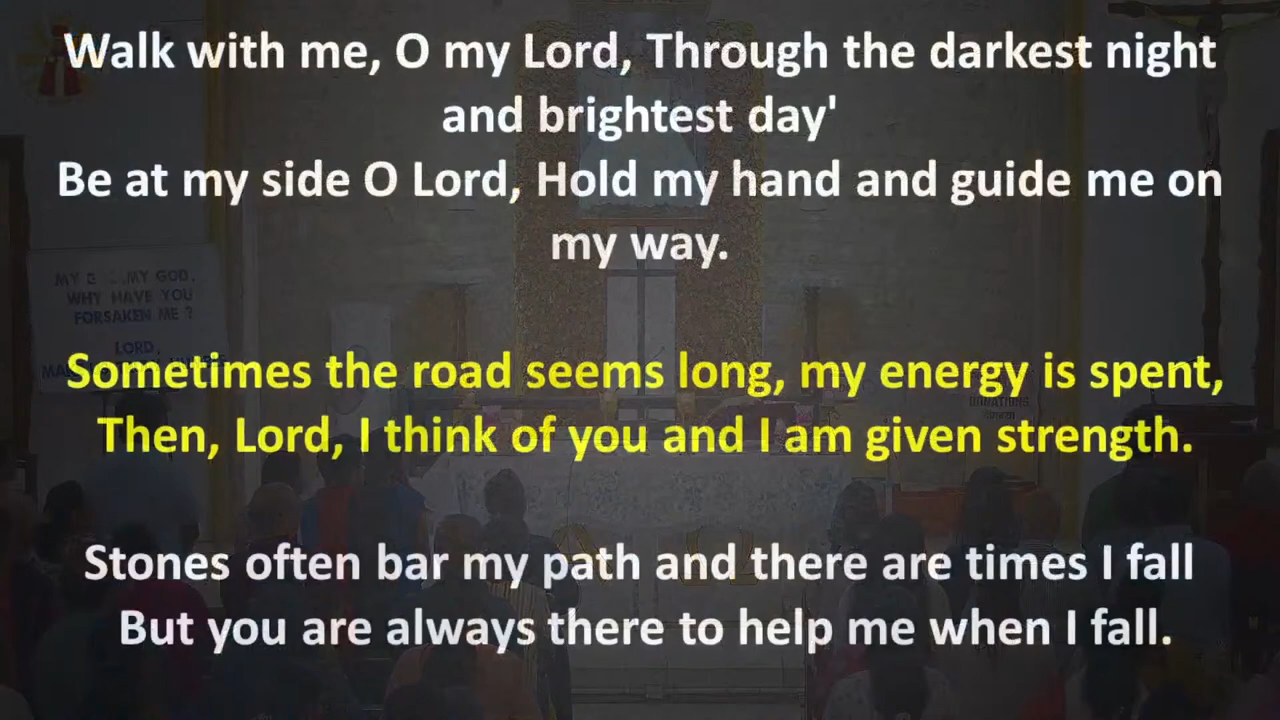 Walk with me, O my Lord, Through the darkest night
and brightest day'
Be at my side O Lord, Hold my hand and guide me on
my way.
MY GOD,
WHY HAVE YOU
FORSAKEN ME ?
LORD,
Sometimes the road seems long, my energy is spent,
Then, Lord, I think of you and I am given strength.
DONATIONS
Stones often bar my path and there are times I fall
But you are always there to help me when I fall.